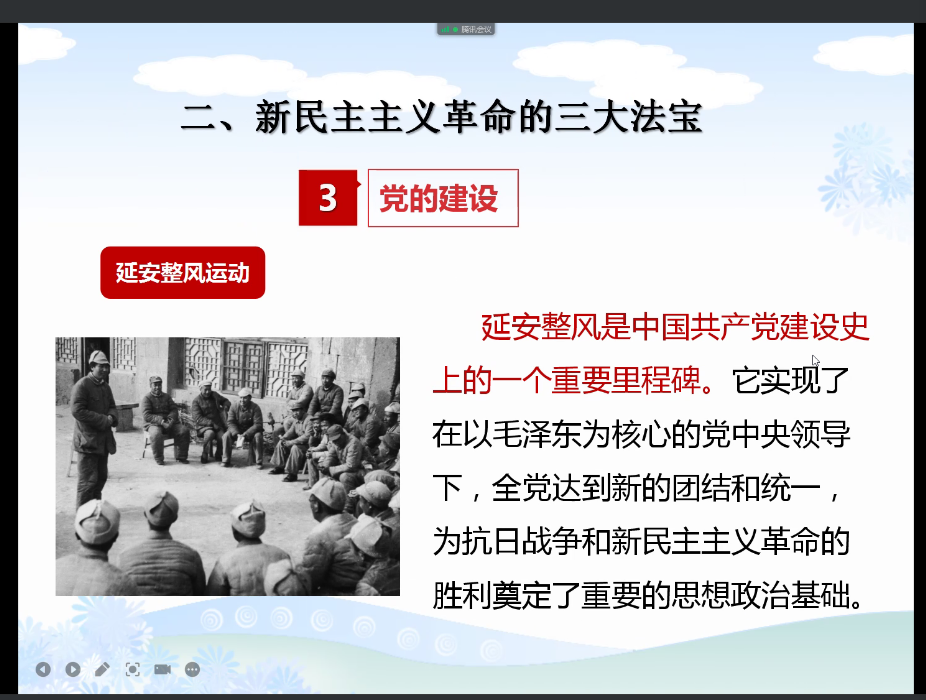 腾讯会议
二、新民主主义革命的三大法宝
3
党的建设
延安整风运动
延安整风是中国共产党建设史
上的一个重要里程碑。它实现了
在以毛泽东为核心的党中央领导
下，全党达到新的团结和统一，
为抗日战争和新民主主义革命的
胜利奠定了重要的思想政治基础。